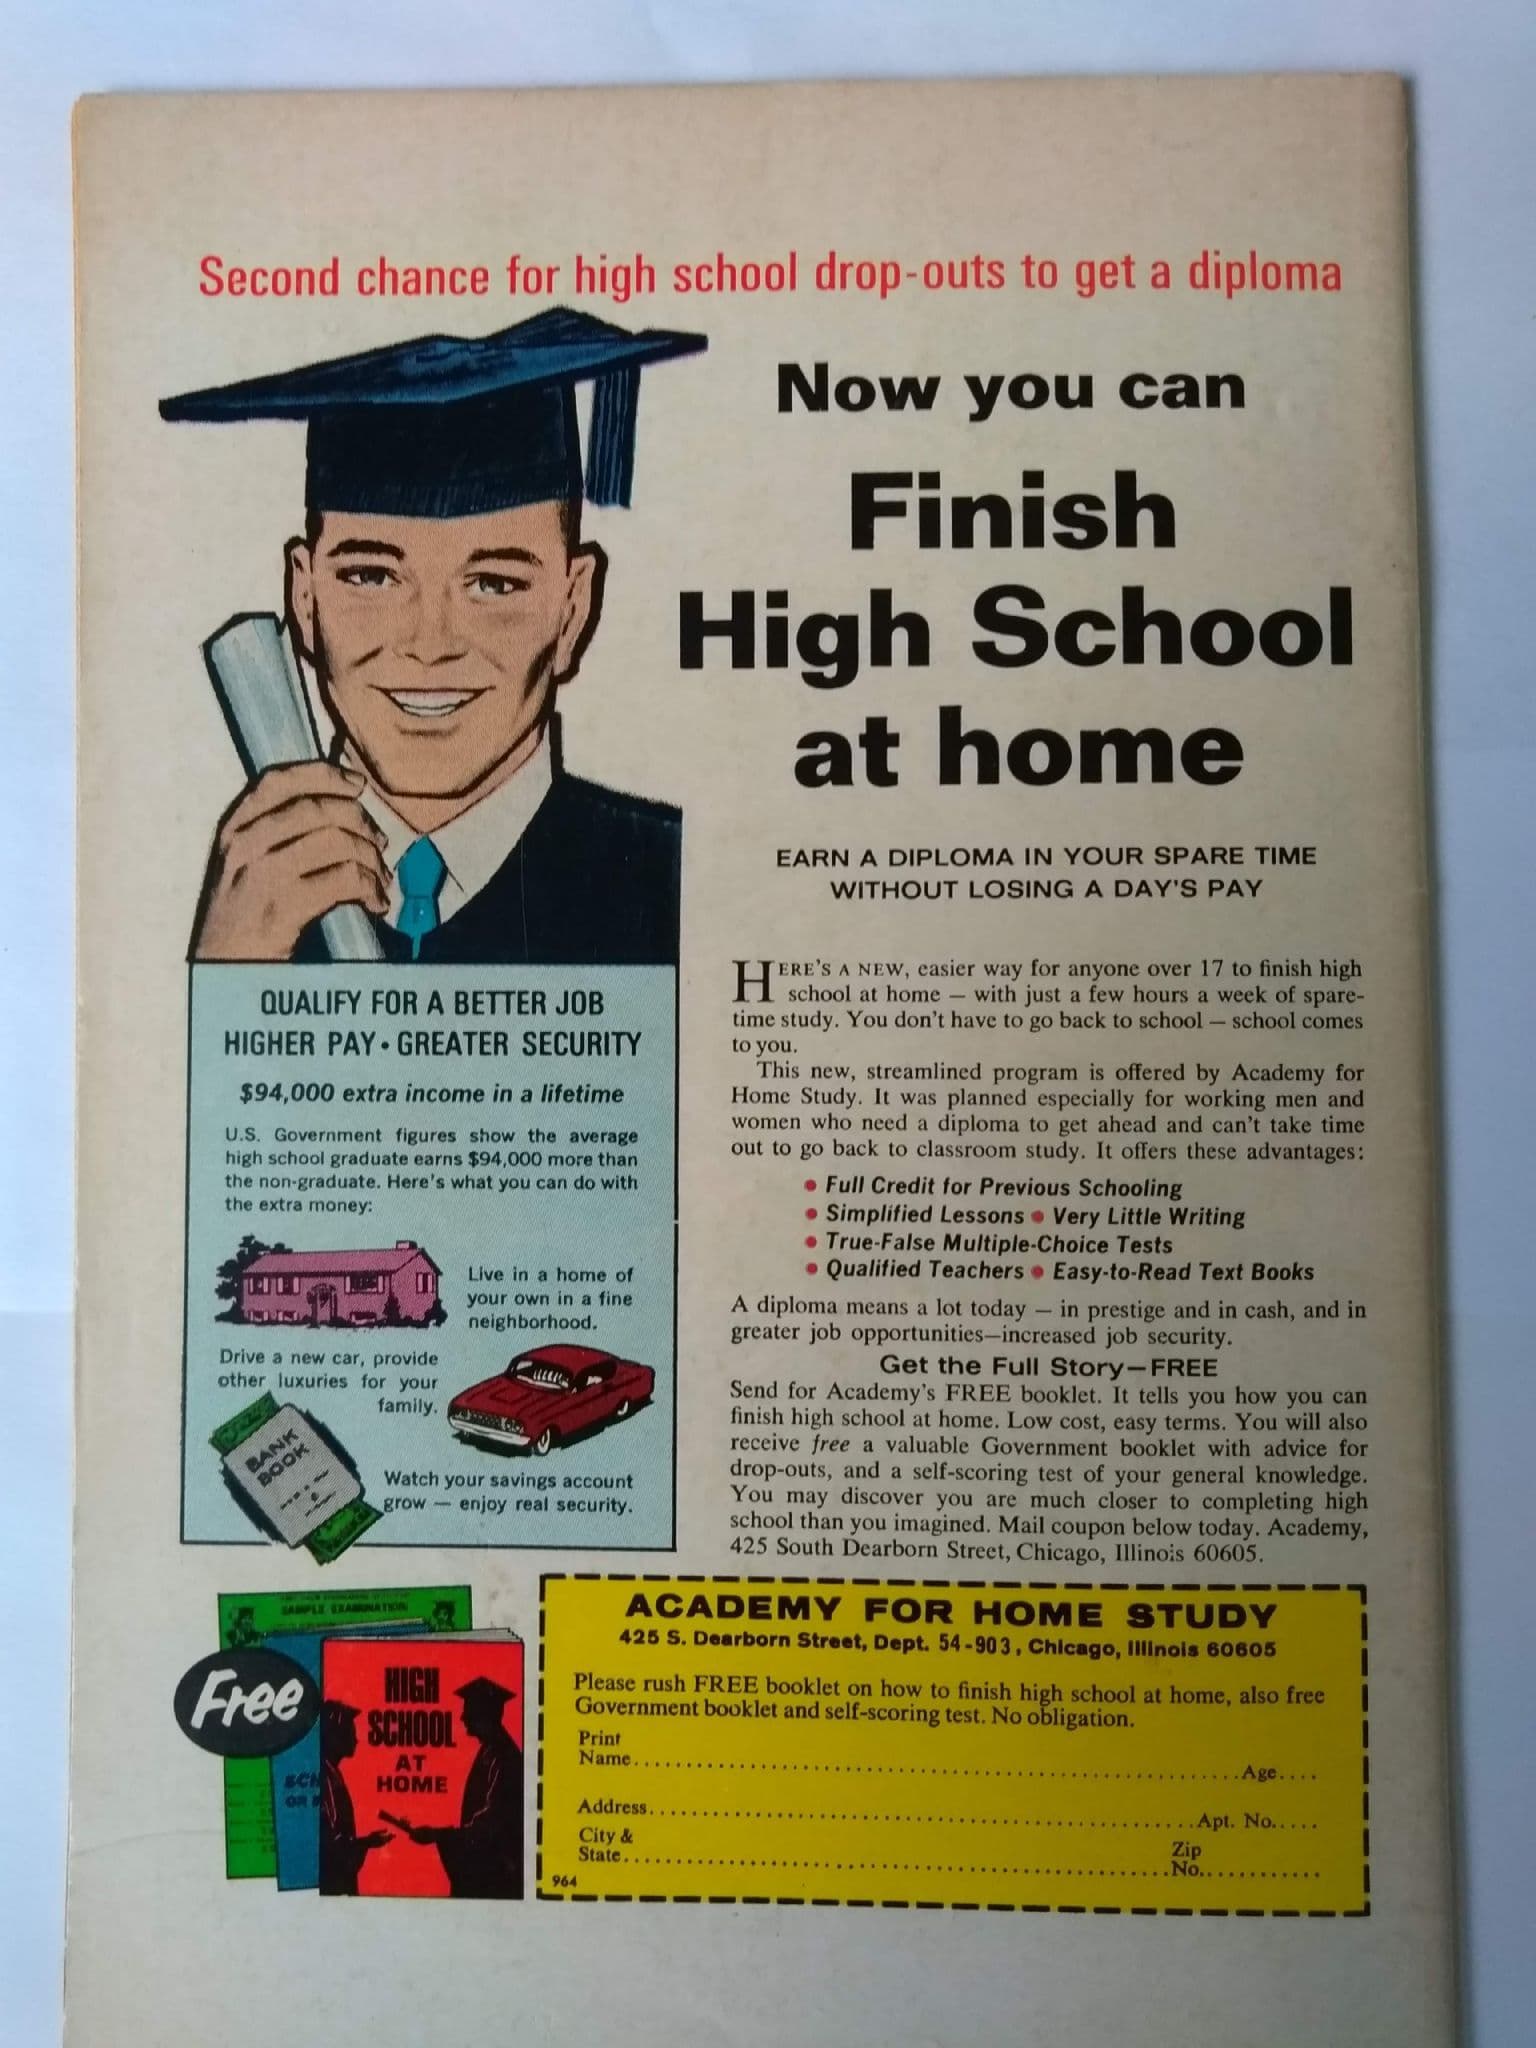 Second chance for high school drop-outs to get a diploma
Now you can
Finish
High School
at home
EARN A DIPLOMA IN YOUR SPARE TIME
WITHOUT LOSING A DAY'S PAY
HERE'S A NEW, easier way for anyone over 17 to finish high
school at home — with just a few hours a week of spare-
time study. You don't have to go back to school — school comes
to you.
This new, streamlined program is offered by Academy for
Home Study. It was planned especially for working men and
women who need a diploma to get ahead and can't take time
out to go back to classroom study. It offers these advantages:
• Full Credit for Previous Schooling
• Simplified Lessons • Very Little Writing
• True-False Multiple-Choice Tests
• Qualified Teachers • Easy-to-Read Text Books
A diploma means a lot today — in prestige and in cash, and in
greater job opportunities—increased job security.
Get the Full Story—FREE
Send for Academy's FREE booklet. It tells you how you can
finish high school at home. Low cost, easy terms. You will also
receive free a valuable Government booklet with advice for
drop-outs, and a self-scoring test of your general knowledge.
You may discover you are much closer to completing high
school than you imagined. Mail coupon below today. Academy,
425 South Dearborn Street, Chicago, Illinois 60605.
QUALIFY FOR A BETTER JOB
HIGHER PAY • GREATER SECURITY
$94,000 extra income in a lifetime
U.S. Government figures show the average
high school graduate earns $94,000 more than
the non-graduate. Here's what you can do with
the extra money:
Live in a home of
your own in a fine
neighborhood.
Drive a new car, provide
other luxuries for your
family.
BANK
BOOK
Watch your savings account
grow — enjoy real security.
SAMPLE EXAMINATION
Free
HIGH
SCHOOL
AT
HOME
ACADEMY FOR HOME STUDY
425 S. Dearborn Street, Dept. 54-903, Chicago, Illinois 60605
Please rush FREE booklet on how to finish high school at home, also free
Government booklet and self-scoring test. No obligation.
Print
Name.......................................................Age....
Address.................................................Apt. No.....
City &
State..................................................Zip
No...........
964